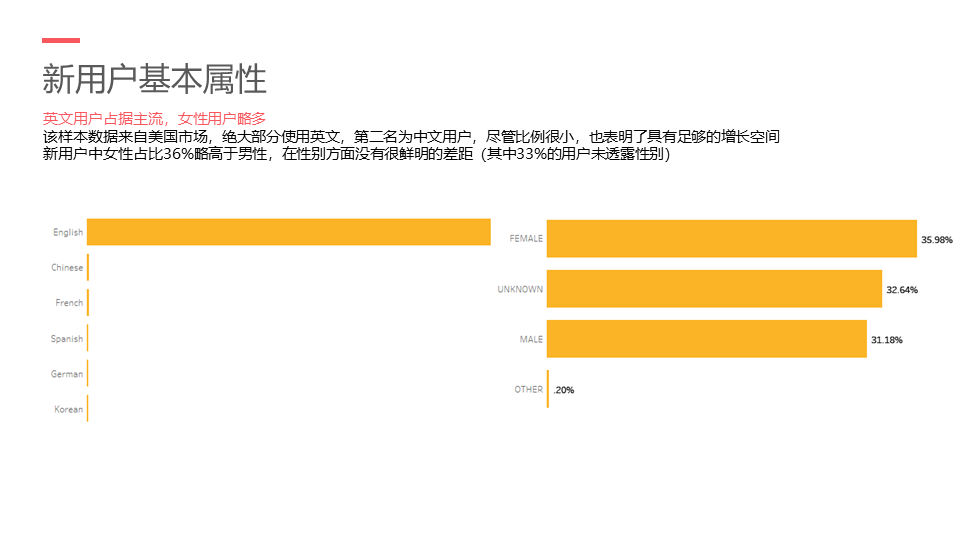 新用户基本属性
英文用户占据主流，女性用户略多
该样本数据来自美国市场，绝大部分使用英文，第二名为中文用户，尽管比例很小，也表明了具有足够的增长空间
新用户中女性占比36%略高于男性，在性别方面没有很鲜明的差距（其中33%的用户未透露性别）
English
Chinese
French
Spanish
German
Korean
FEMALE 35.98%
UNKNOWN 32.64%
MALE 31.18%
OTHER .20%